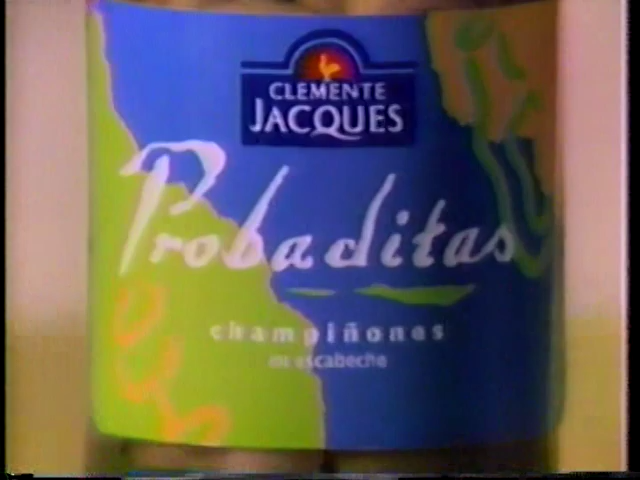 CLEMENTE
JACQUES
Probaditas
champiñones
en escabeche